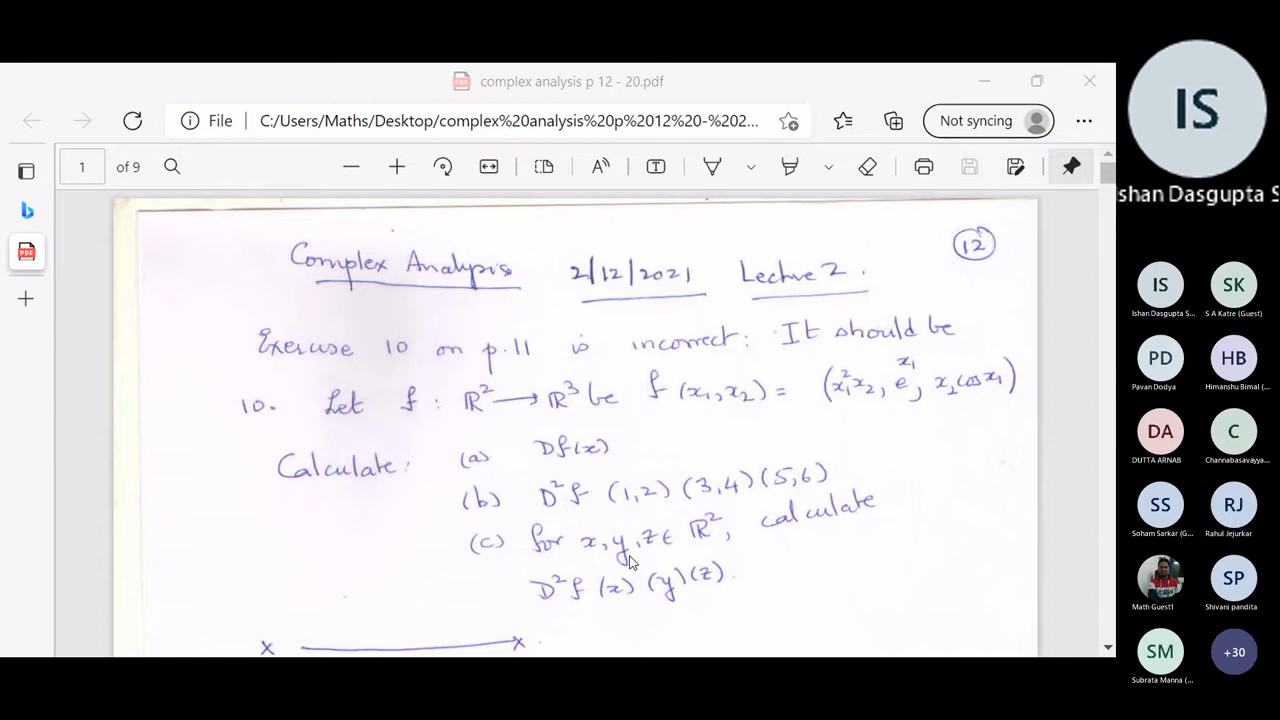 complex analysis p 12 - 20.pdf
File
C:/Users/Maths/Desktop/complex%20analysis%20p%2012%20-%202...
Not syncing
1 of 9
12
Complex Analysis 2/12/2021 Lecture 2.
Exercise 10 on p.11 is incorrect: It should be
10. Let f: ℝ² → ℝ³ be f(x₁,x₂) = (x₁²x₂, e^x₁, x₂cosx₁)
Calculate: (a) Df(x)
(b) D²f (1,2) (3,4) (5,6)
(c) for x, y, z ∈ ℝ², calculate
D²f (x) (y) (z).
x x
IS
Ishan Dasgupta S
IS
SK
Ishan Dasgupta S...
S A Katre (Guest)
PD
HB
Pavan Dodya
Himanshu Bimal (...
DA
C
DUTTA ARNAB
Channabasavayya...
SS
RJ
Soham Sarkar (G...
Rahul Jejurkar
SP
Math Guest1
Shivani pandita
SM
+30
Subrata Manna (...